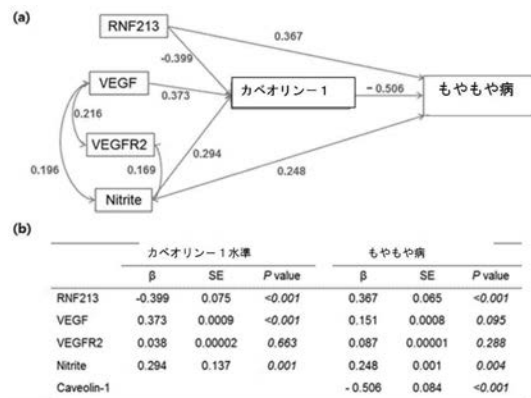 (a)
RNF213
0.367
-0.399
VEGF
0.373
カベオリンー1
- 0.506
もやもや病
0.216
VEGFR2
0.294
0.196
0.169
0.248
Nitrite
(b)
カベオリンー1水準 もやもや病
β SE P value β SE P value
RNF213 -0.399 0.075 <0.001 0.367 0.065 <0.001
VEGF 0.373 0.0009 <0.001 0.151 0.0008 0.095
VEGFR2 0.038 0.00002 0.663 0.087 0.00001 0.288
Nitrite 0.294 0.137 0.001 0.248 0.001 0.004
Caveolin-1 - 0.506 0.084 <0.001